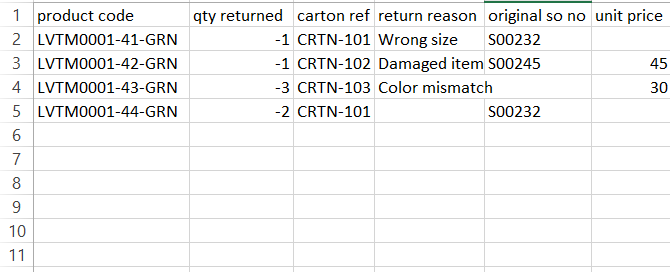 1 product code qty returned carton ref return reason original so no unit price
2 LVTM0001-41-GRN -1 CRTN-101 Wrong size S00232
3 LVTM0001-42-GRN -1 CRTN-102 Damaged item S00245 45
4 LVTM0001-43-GRN -3 CRTN-103 Color mismatch 30
5 LVTM0001-44-GRN -2 CRTN-101 S00232
6
7
8
9
10
11